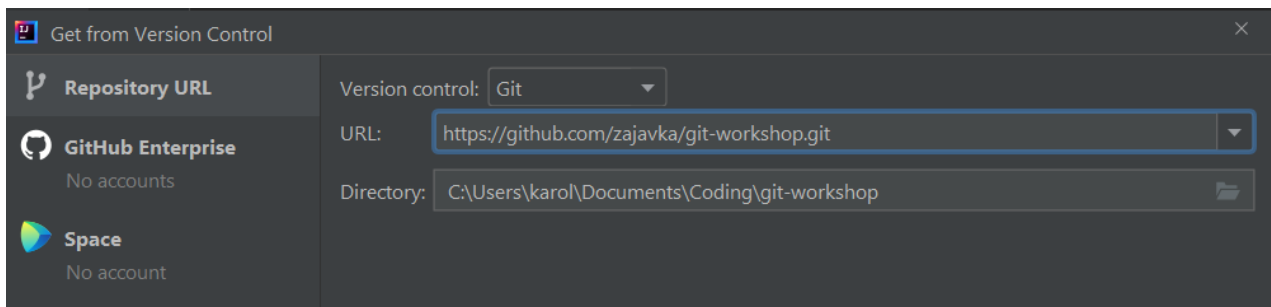 Get from Version Control
Repository URL
GitHub Enterprise
No accounts
Space
No account
Version control: Git
URL: https://github.com/zajavka/git-workshop.git
Directory: C:\Users\karol\Documents\Coding\git-workshop